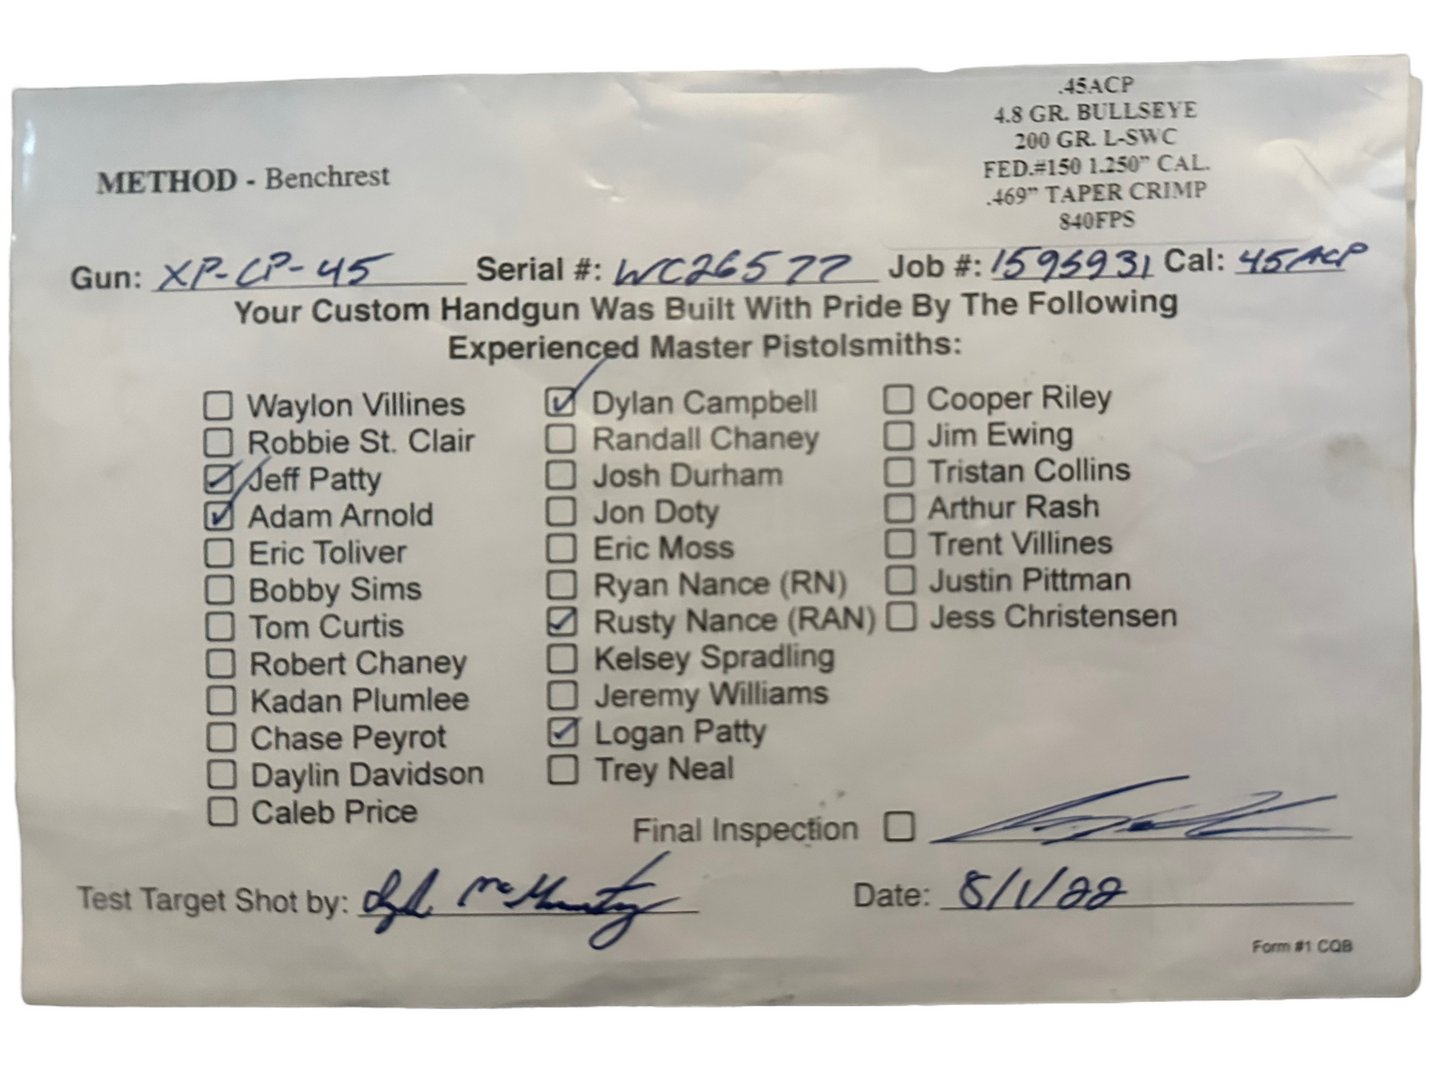 .45ACP
4.8 GR. BULLSEYE
200 GR. L-SWC
FED.#150 1.250" CAL.
.469" TAPER CRIMP
840FPS
METHOD - Benchrest
Gun: XP-CP-45 Serial #: WC26577 Job #: 1595931 Cal: 45ACP
Your Custom Handgun Was Built With Pride By The Following
Experienced Master Pistolsmiths:
Waylon Villines
Robbie St. Clair
Jeff Patty
Adam Arnold
Eric Toliver
Bobby Sims
Tom Curtis
Robert Chaney
Kadan Plumlee
Chase Peyrot
Daylin Davidson
Caleb Price
Dylan Campbell
Randall Chaney
Josh Durham
Jon Doty
Eric Moss
Ryan Nance (RN)
Rusty Nance (RAN)
Kelsey Spradling
Jeremy Williams
Logan Patty
Trey Neal
Cooper Riley
Jim Ewing
Tristan Collins
Arthur Rash
Trent Villines
Justin Pittman
Jess Christensen
Final Inspection
Test Target Shot by:
Date: 8/1/22
Form #1 CQB